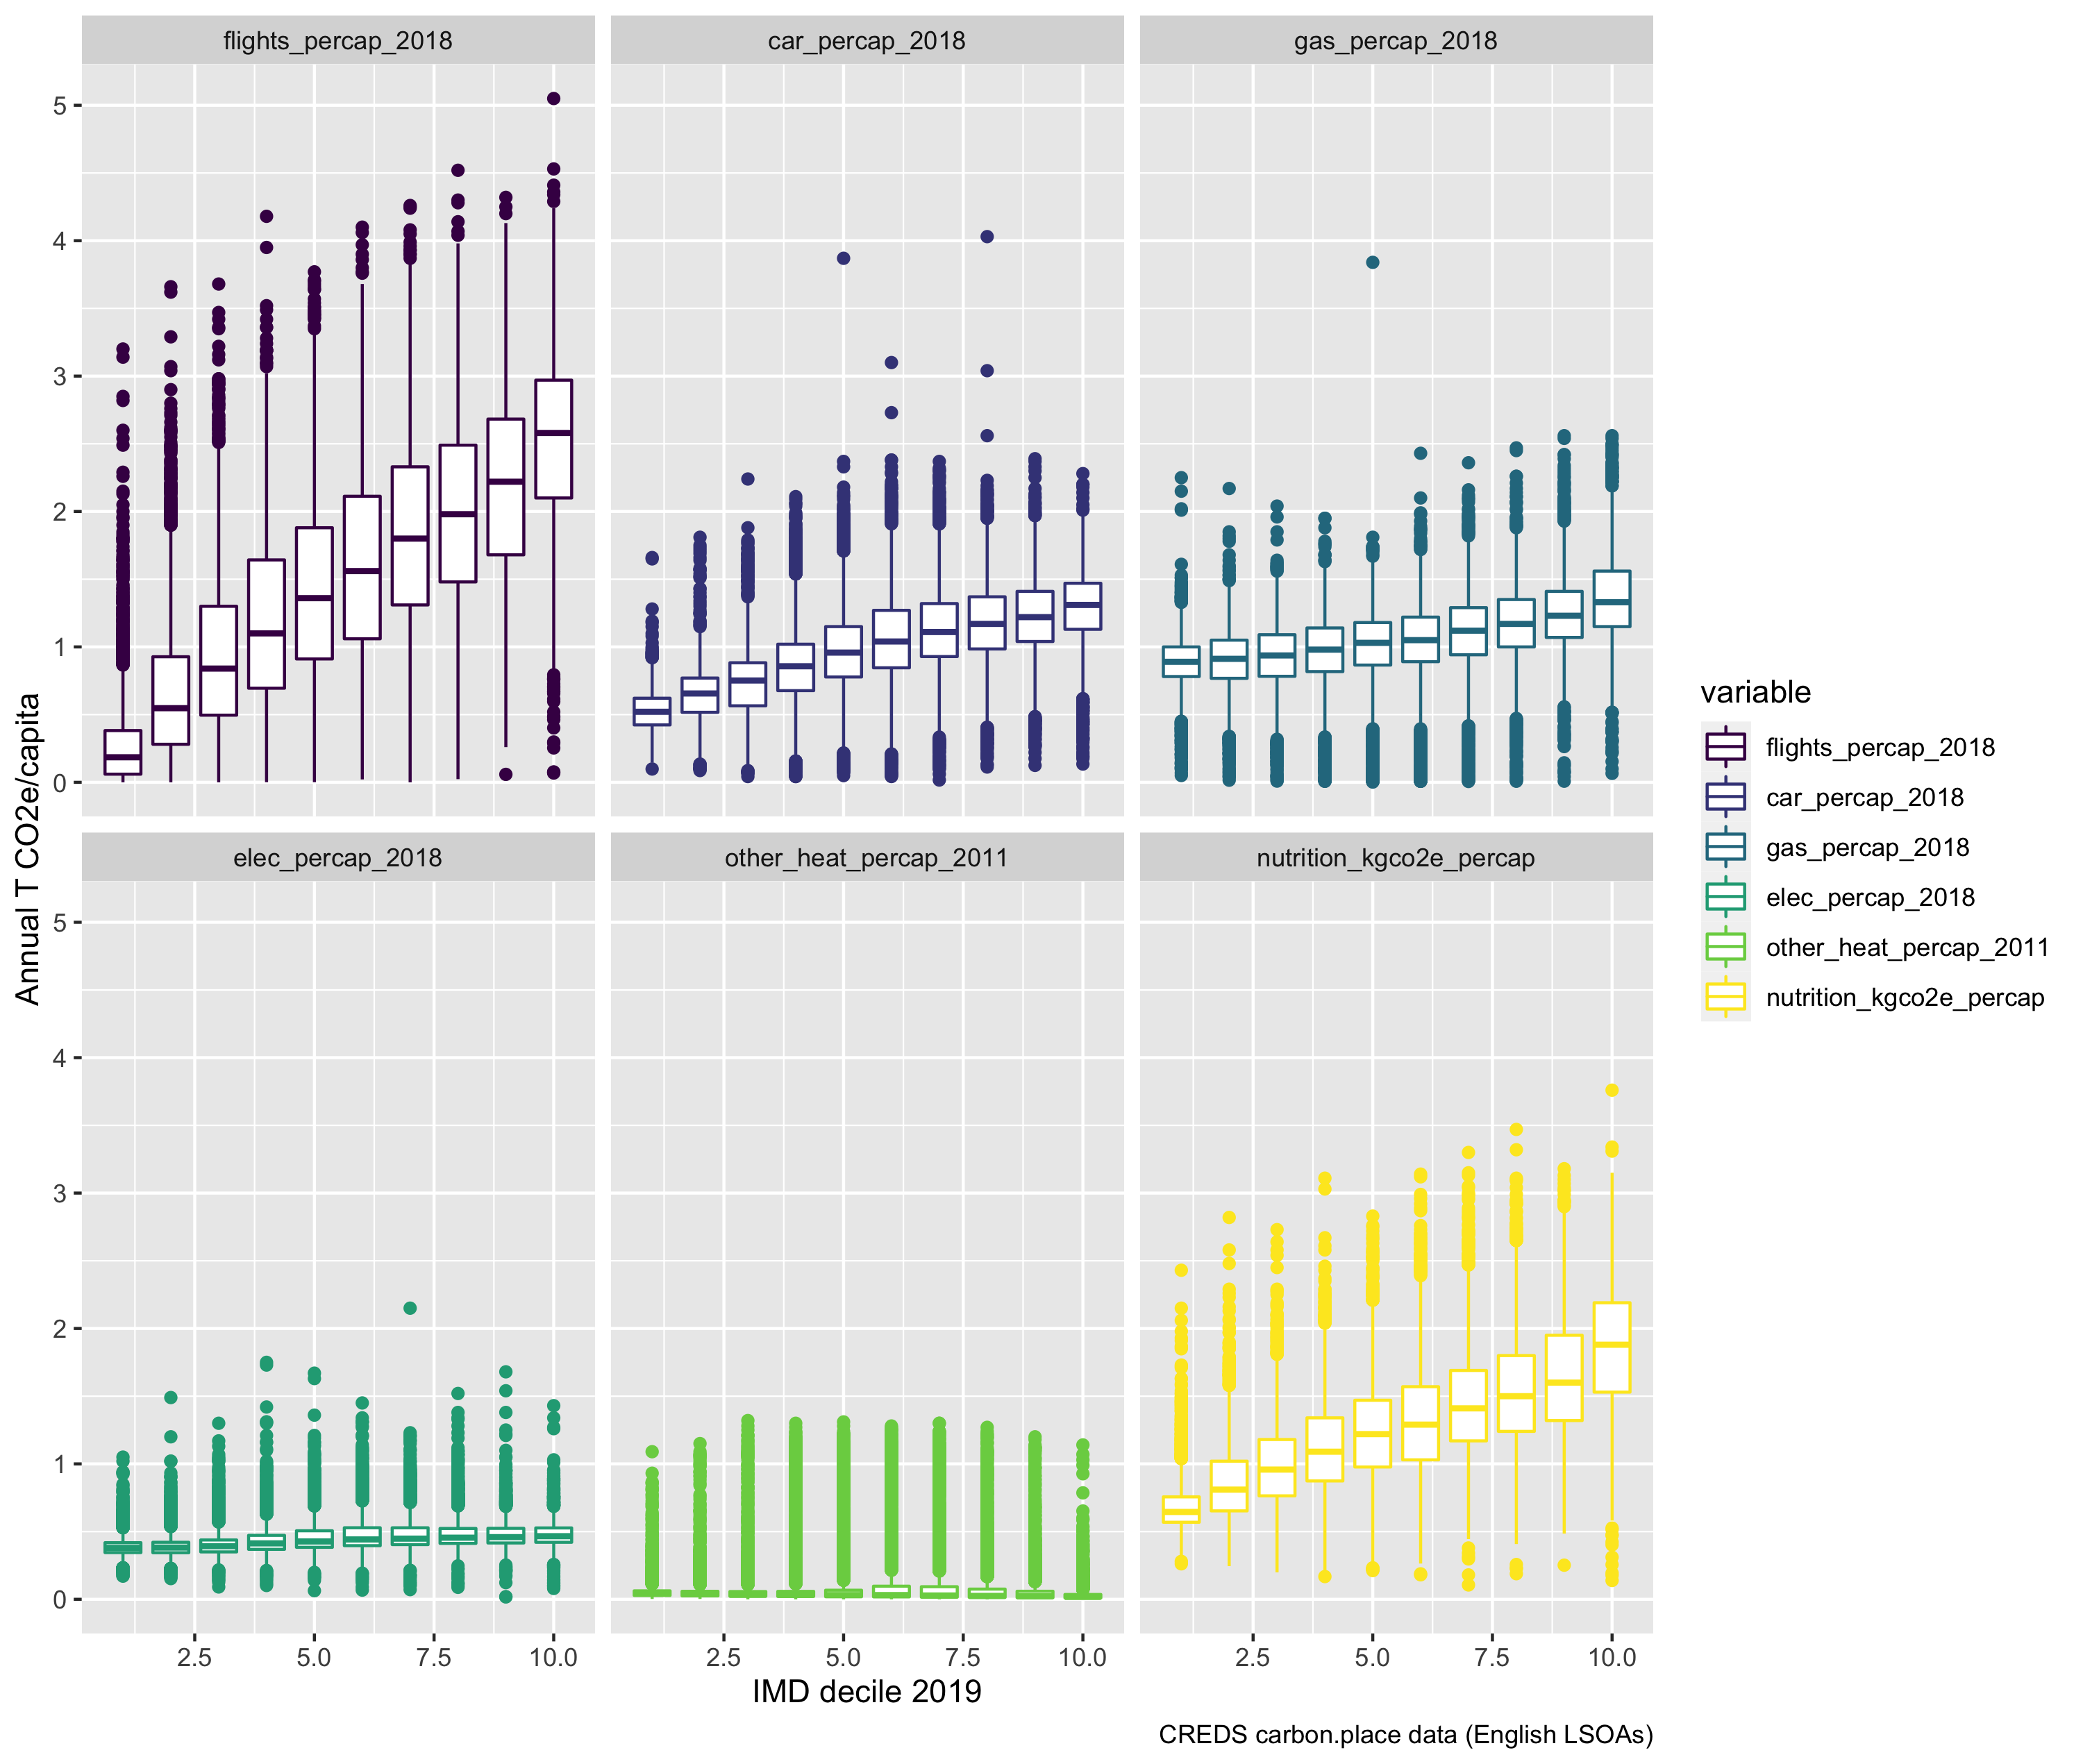 flights_percap_2018 car_percap_2018 gas_percap_2018
5
4
3
2
1
0
Annual T CO2e/capita
elec_percap_2018 other_heat_percap_2011 nutrition_kgco2e_percap
5
4
3
2
1
0
2.5 5.0 7.5 10.0 2.5 5.0 7.5 10.0 2.5 5.0 7.5 10.0
IMD decile 2019
CREDS carbon.place data (English LSOAs)
variable
flights_percap_2018
car_percap_2018
gas_percap_2018
elec_percap_2018
other_heat_percap_2011
nutrition_kgco2e_percap